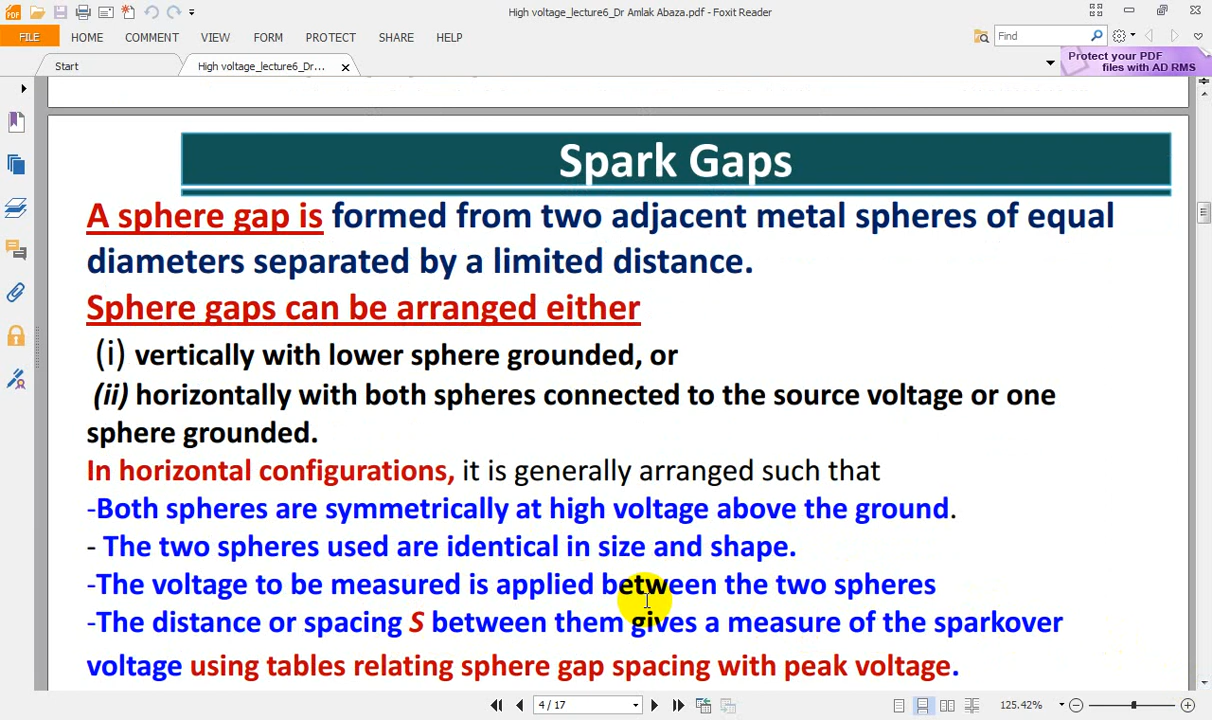 High voltage_lecture6_Dr Amlak Abaza.pdf - Foxit Reader
FILE HOME COMMENT VIEW FORM PROTECT SHARE HELP Find
Start High voltage_lecture6_Dr... Protect your PDF
files with AD RMS
Spark Gaps
A sphere gap is formed from two adjacent metal spheres of equal
diameters separated by a limited distance.
Sphere gaps can be arranged either
(i) vertically with lower sphere grounded, or
(ii) horizontally with both spheres connected to the source voltage or one
sphere grounded.
In horizontal configurations, it is generally arranged such that
-Both spheres are symmetrically at high voltage above the ground.
- The two spheres used are identical in size and shape.
-The voltage to be measured is applied between the two spheres
-The distance or spacing S between them gives a measure of the sparkover
voltage using tables relating sphere gap spacing with peak voltage.
4 / 17 125.42%